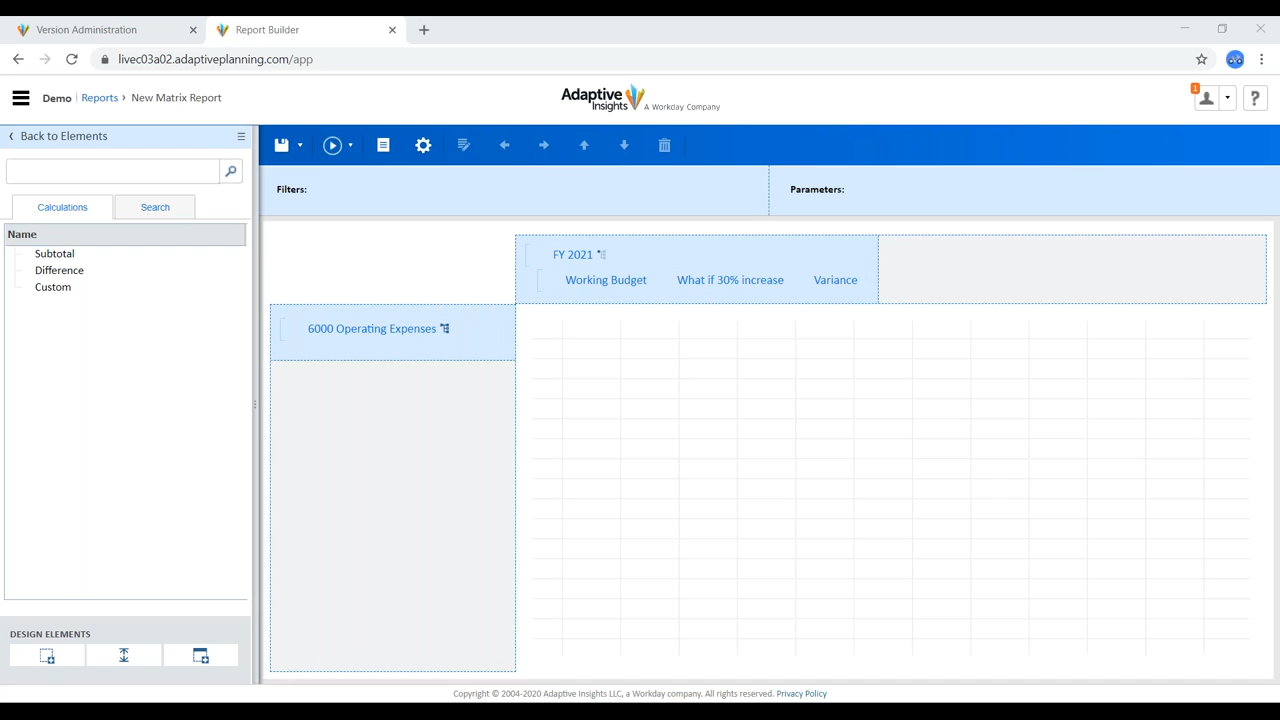 Version Administration
Report Builder
livec03a02.adaptiveplanning.com/app
Demo Reports > New Matrix Report
Adaptive Insights A Workday Company
1
?
Back to Elements
Calculations
Search
Name
Subtotal
Difference
Custom
DESIGN ELEMENTS
Filters:
Parameters:
FY 2021
Working Budget What if 30% increase Variance
6000 Operating Expenses
Copyright © 2004-2020 Adaptive Insights LLC, a Workday company. All rights reserved. Privacy Policy